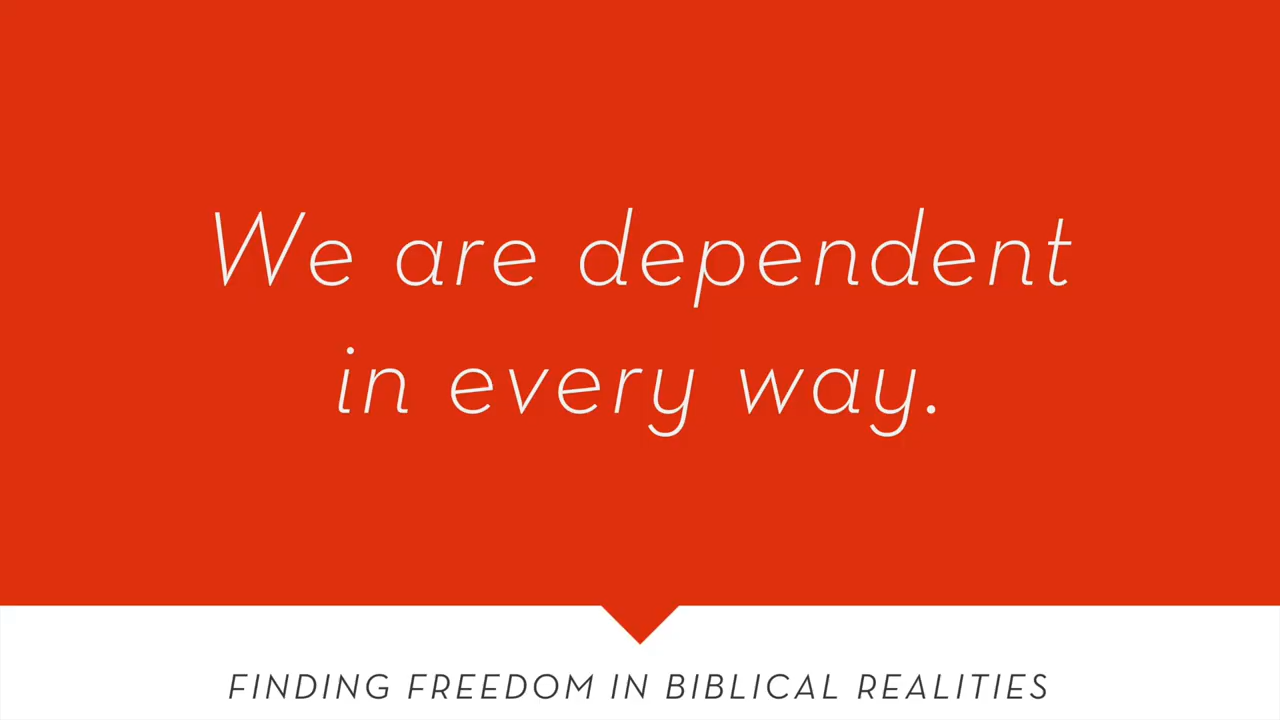 We are dependent
in every way.
FINDING FREEDOM IN BIBLICAL REALITIES